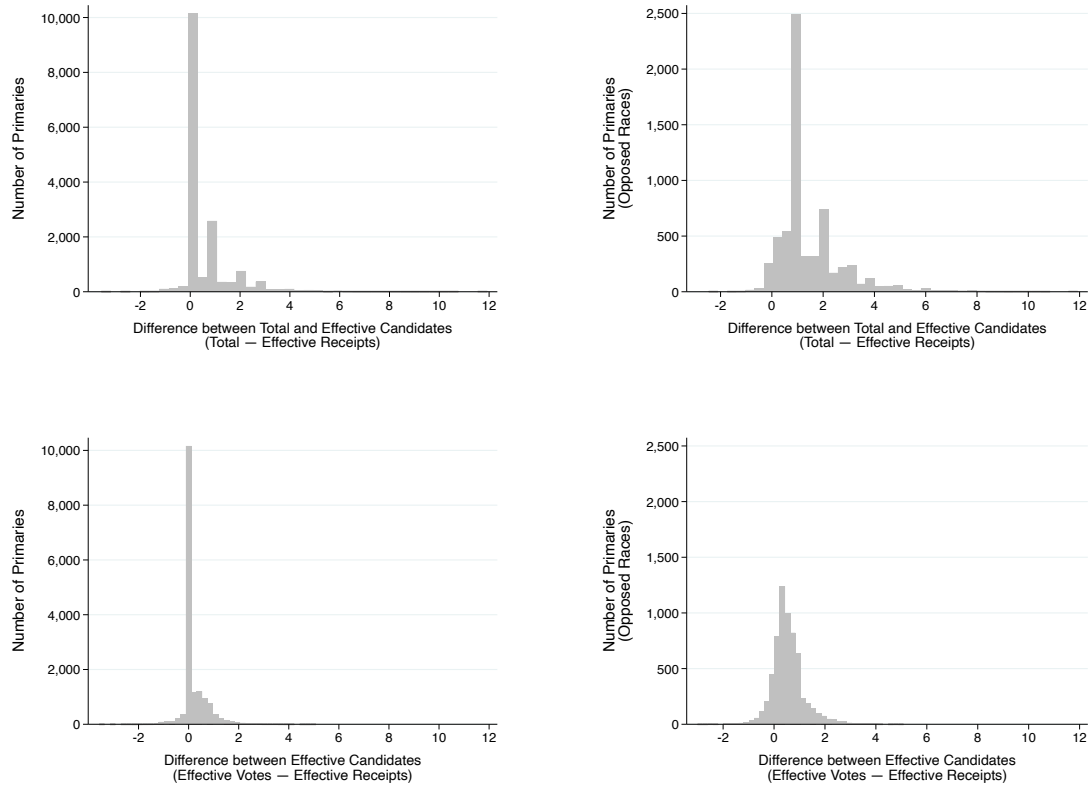 10,000
8,000
6,000
4,000
2,000
0
Number of Primaries
-2 0 2 4 6 8 10 12
Difference between Total and Effective Candidates
(Total — Effective Receipts)
2,500
2,000
1,500
1,000
500
0
Number of Primaries
(Opposed Races)
-2 0 2 4 6 8 10 12
Difference between Total and Effective Candidates
(Total — Effective Receipts)
10,000
8,000
6,000
4,000
2,000
0
Number of Primaries
-2 0 2 4 6 8 10 12
Difference between Effective Candidates
(Effective Votes — Effective Receipts)
2,500
2,000
1,500
1,000
500
0
Number of Primaries
(Opposed Races)
-2 0 2 4 6 8 10 12
Difference between Effective Candidates
(Effective Votes — Effective Receipts)